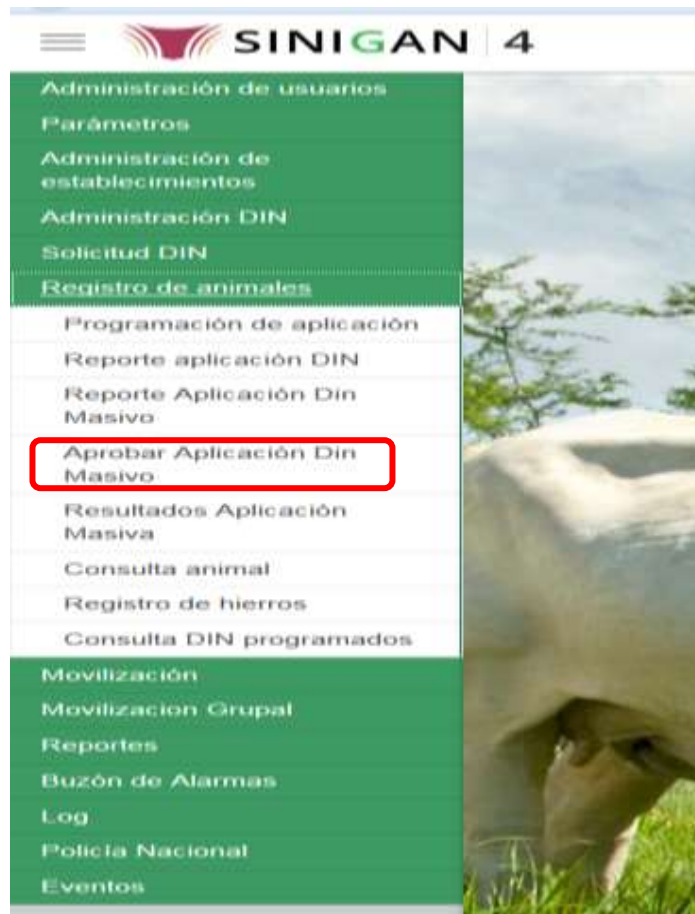 SINIGAN 4
Administración de usuarios
Parámetros
Administración de
establecimientos
Administración DIN
Solicitud DIN
Registro de animales
Programación de aplicación
Reporte aplicación DIN
Reporte Aplicación Din
Masivo
Aprobar Aplicación Din
Masivo
Resultados Aplicación
Masiva
Consulta animal
Registro de hierros
Consulta DIN programados
Movilización
Movilizacion Grupal
Reportes
Buzón de Alarmas
Log
Policía Nacional
Eventos